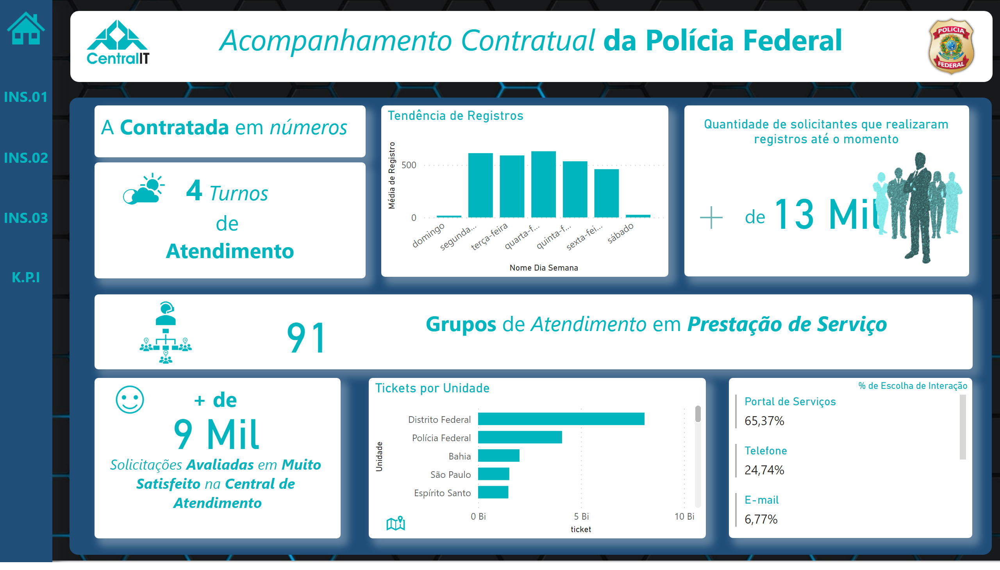 CentralIT
Acompanhamento Contratual da Polícia Federal
POLÍCIA
FEDERAL
INS.01
INS.02
INS.03
K.P.I
A Contratada em números
4 Turnos
de
Atendimento
Tendência de Registros
Média de Registro
500
0
domingo
segunda...
terça-feira
quarta-f...
quinta-f...
sexta-fei...
sábado
Nome Dia Semana
Quantidade de solicitantes que realizaram
registros até o momento
+ de 13 Mil
91
Grupos de Atendimento em Prestação de Serviço
+ de
9 Mil
Solicitações Avaliadas em Muito
Satisfeito na Central de
Atendimento
Tickets por Unidade
Unidade
Distrito Federal
Polícia Federal
Bahia
São Paulo
Espírito Santo
0 Bi
5 Bi
10 Bi
ticket
% de Escolha de Interação
Portal de Serviços
65,37%
Telefone
24,74%
E-mail
6,77%